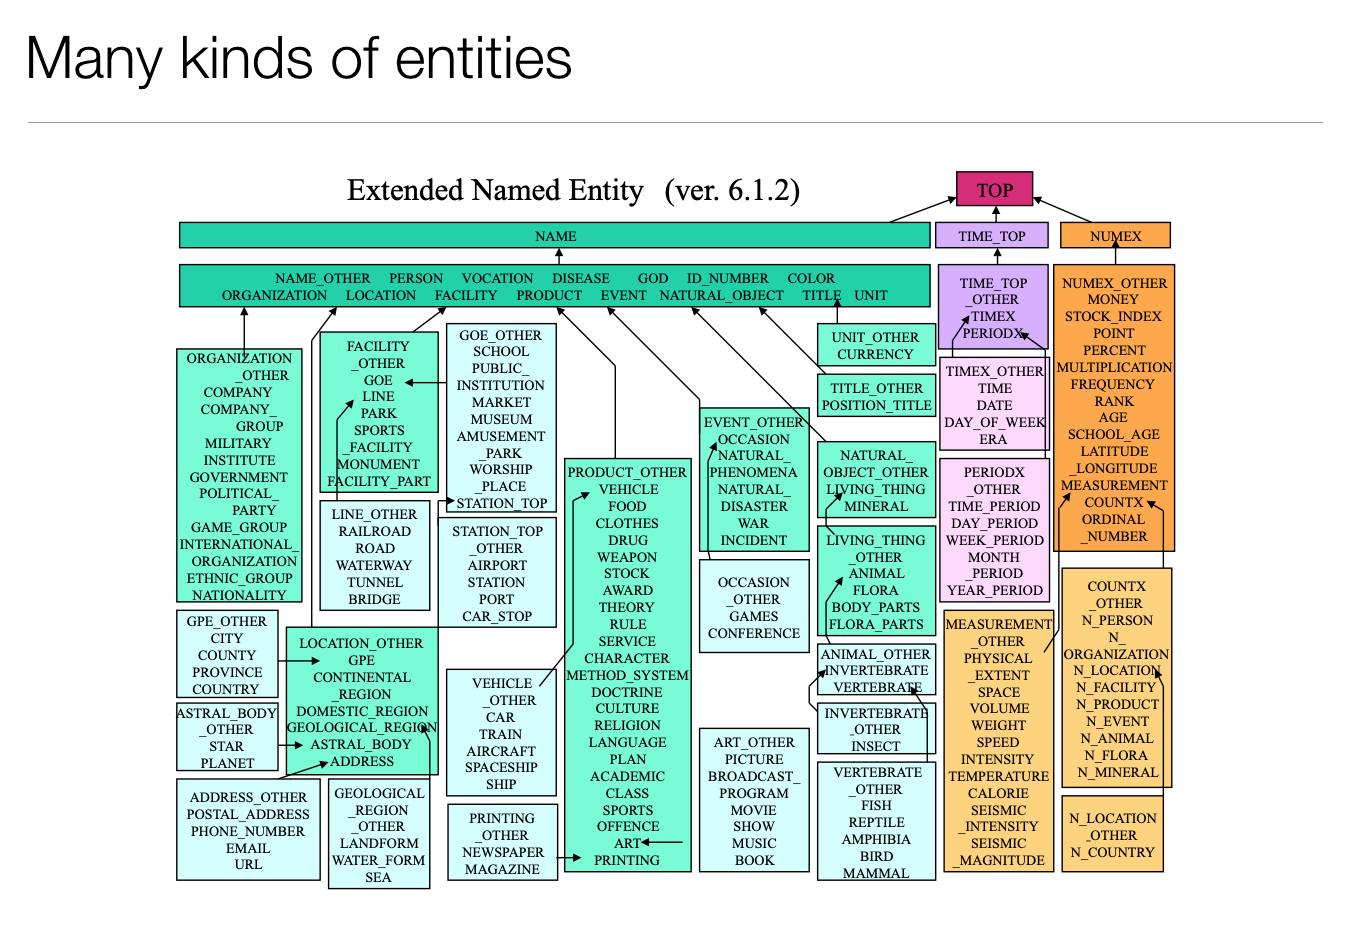 Many kinds of entities
Extended Named Entity (ver. 6.1.2)
TOP
NAME
TIME_TOP
NUMEX
NAME_OTHER PERSON VOCATION DISEASE GOD ID_NUMBER COLOR
ORGANIZATION LOCATION FACILITY PRODUCT EVENT NATURAL_OBJECT TITLE UNIT
ORGANIZATION
_OTHER
COMPANY
COMPANY_
GROUP
MILITARY
INSTITUTE
GOVERNMENT
POLITICAL_
PARTY
GAME_GROUP
INTERNATIONAL_
ORGANIZATION
ETHNIC_GROUP
NATIONALITY
GPE_OTHER
CITY
COUNTY
PROVINCE
COUNTRY
ASTRAL_BODY
_OTHER
STAR
PLANET
ADDRESS_OTHER
POSTAL_ADDRESS
PHONE_NUMBER
EMAIL
URL
FACILITY
_OTHER
GOE
LINE
PARK
SPORTS
_FACILITY
MONUMENT
FACILITY_PART
LINE_OTHER
RAILROAD
ROAD
WATERWAY
TUNNEL
BRIDGE
LOCATION_OTHER
GPE
CONTINENTAL
_REGION
DOMESTIC_REGION
GEOLOGICAL_REGION
ASTRAL_BODY
ADDRESS
GEOLOGICAL
_REGION
_OTHER
LANDFORM
WATER_FORM
SEA
GOE_OTHER
SCHOOL
PUBLIC_
INSTITUTION
MARKET
MUSEUM
AMUSEMENT
_PARK
WORSHIP
_PLACE
STATION_TOP
STATION_TOP
_OTHER
AIRPORT
STATION
PORT
CAR_STOP
VEHICLE
_OTHER
CAR
TRAIN
AIRCRAFT
SPACESHIP
SHIP
PRINTING
_OTHER
NEWSPAPER
MAGAZINE
PRODUCT_OTHER
VEHICLE
FOOD
CLOTHES
DRUG
WEAPON
STOCK
AWARD
THEORY
RULE
SERVICE
CHARACTER
METHOD_SYSTEM
DOCTRINE
CULTURE
RELIGION
LANGUAGE
PLAN
ACADEMIC
CLASS
SPORTS
OFFENCE
ART
PRINTING
EVENT_OTHER
OCCASION
NATURAL_
PHENOMENA
NATURAL_
DISASTER
WAR
INCIDENT
OCCASION
_OTHER
GAMES
CONFERENCE
ART_OTHER
PICTURE
BROADCAST_
PROGRAM
MOVIE
SHOW
MUSIC
BOOK
UNIT_OTHER
CURRENCY
TITLE_OTHER
POSITION_TITLE
NATURAL_
OBJECT_OTHER
LIVING_THING
MINERAL
LIVING_THING
_OTHER
ANIMAL
FLORA
BODY_PARTS
FLORA_PARTS
ANIMAL_OTHER
INVERTEBRATE
VERTEBRATE
INVERTEBRATE
_OTHER
INSECT
VERTEBRATE
_OTHER
FISH
REPTILE
AMPHIBIA
BIRD
MAMMAL
TIME_TOP
_OTHER
TIMEX
PERIODX
TIMEX_OTHER
TIME
DATE
DAY_OF_WEEK
ERA
PERIODX
_OTHER
TIME_PERIOD
DAY_PERIOD
WEEK_PERIOD
MONTH
_PERIOD
YEAR_PERIOD
MEASUREMENT
_OTHER
PHYSICAL
_EXTENT
SPACE
VOLUME
WEIGHT
SPEED
INTENSITY
TEMPERATURE
CALORIE
SEISMIC
_INTENSITY
SEISMIC
_MAGNITUDE
NUMEX_OTHER
MONEY
STOCK_INDEX
POINT
PERCENT
MULTIPLICATION
FREQUENCY
RANK
AGE
SCHOOL_AGE
LATITUDE
_LONGITUDE
MEASUREMENT
COUNTX
ORDINAL
_NUMBER
COUNTX
_OTHER
N_PERSON
N_
ORGANIZATION
N_LOCATION
N_FACILITY
N_PRODUCT
N_EVENT
N_ANIMAL
N_FLORA
N_MINERAL
N_LOCATION
_OTHER
N_COUNTRY